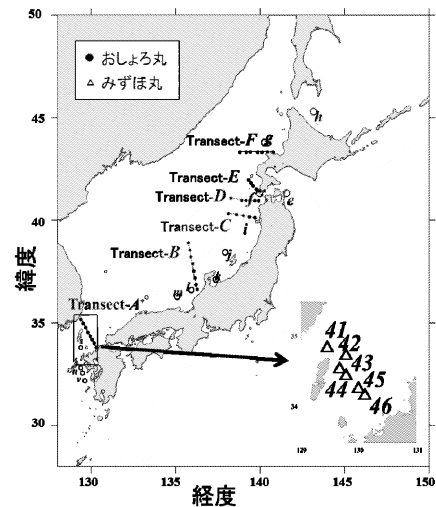 50
● おしょろ丸
△ みずほ丸
45
h
Transect-F g
Transect-E
Transect-D f e
40
Transect-C i
Transect-B j
緯度
Transect-A
35
35
41
42
43
44
45
46
34
129 130 131
v
30
130 135 140 145 150
経度